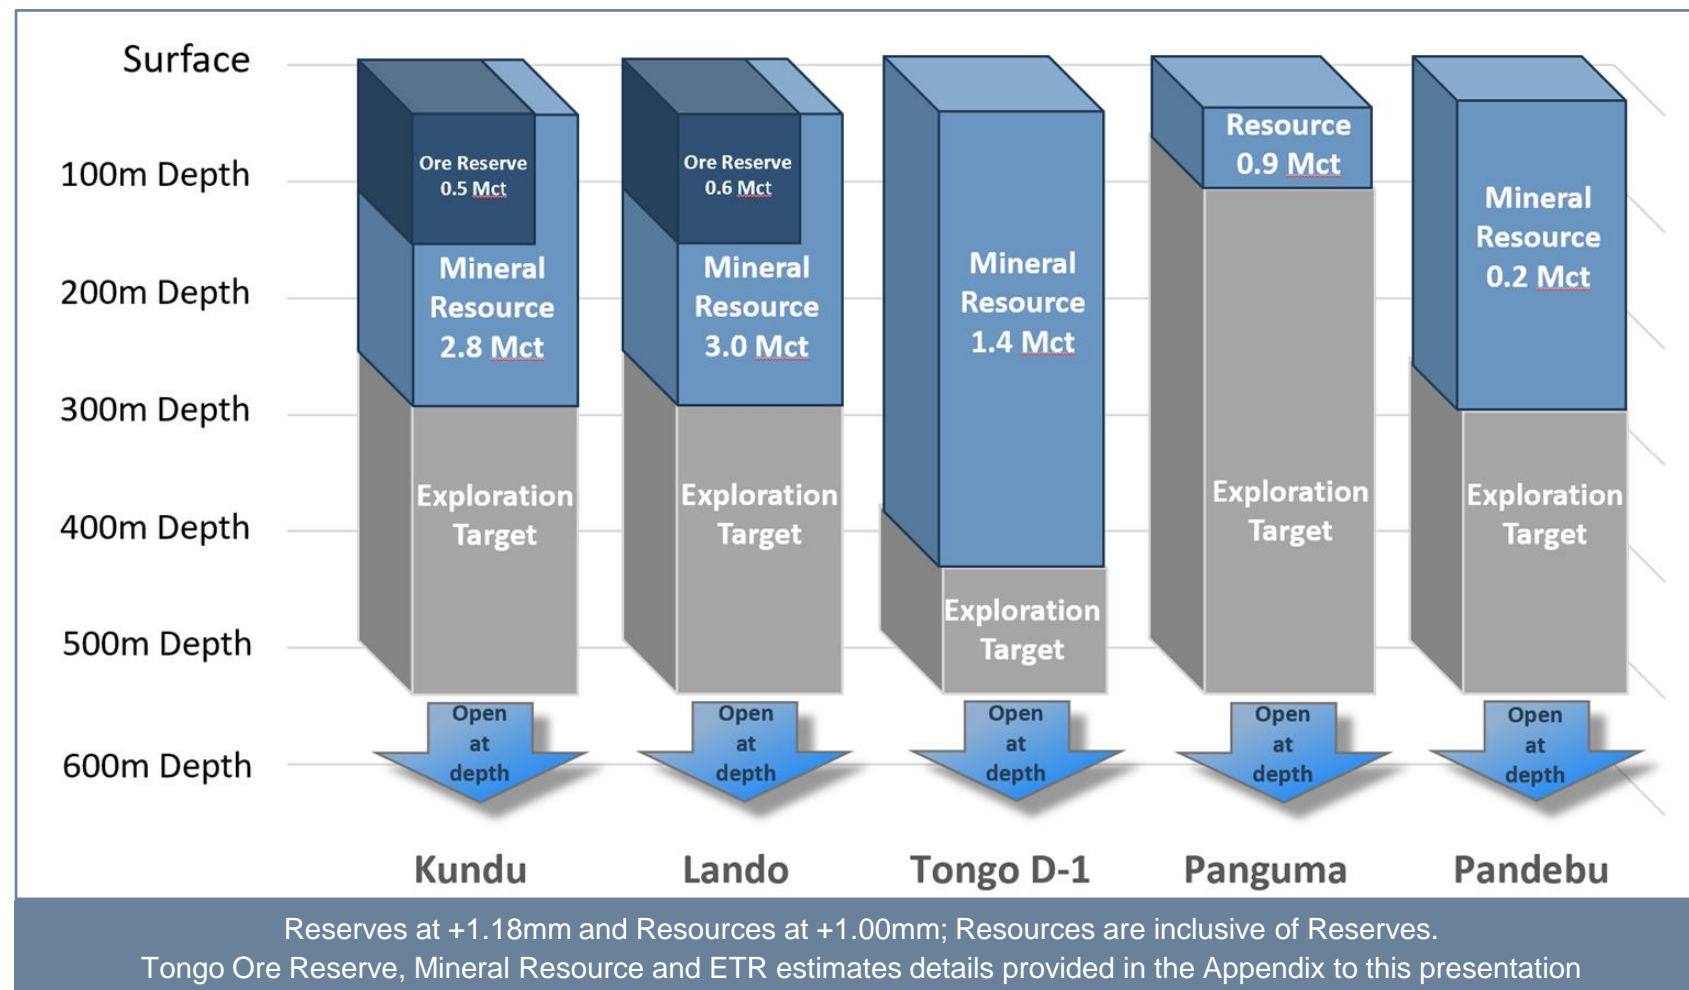 Surface
100m Depth
200m Depth
300m Depth
400m Depth
500m Depth
600m Depth
Ore Reserve
0.5 Mct
Mineral
Resource
2.8 Mct
Exploration
Target
Open
at
depth
Kundu
Ore Reserve
0.6 Mct
Mineral
Resource
3.0 Mct
Exploration
Target
Open
at
depth
Lando
Mineral
Resource
1.4 Mct
Exploration
Target
Open
at
depth
Tongo D-1
Resource
0.9 Mct
Exploration
Target
Open
at
depth
Panguma
Mineral
Resource
0.2 Mct
Exploration
Target
Open
at
depth
Pandebu
Reserves at +1.18mm and Resources at +1.00mm; Resources are inclusive of Reserves.
Tongo Ore Reserve, Mineral Resource and ETR estimates details provided in the Appendix to this presentation